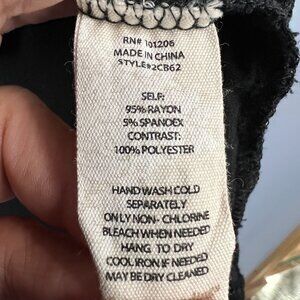 RN# 101206
MADE IN CHINA
STYLE#2CB62
SELF:
95% RAYON
5% SPANDEX
CONTRAST:
100% POLYESTER
HAND WASH COLD
SEPARATELY
ONLY NON- CHLORINE
BLEACH WHEN NEEDED
HANG TO DRY
COOL IRON IF NEEDED
MAY BE DRY CLEANED